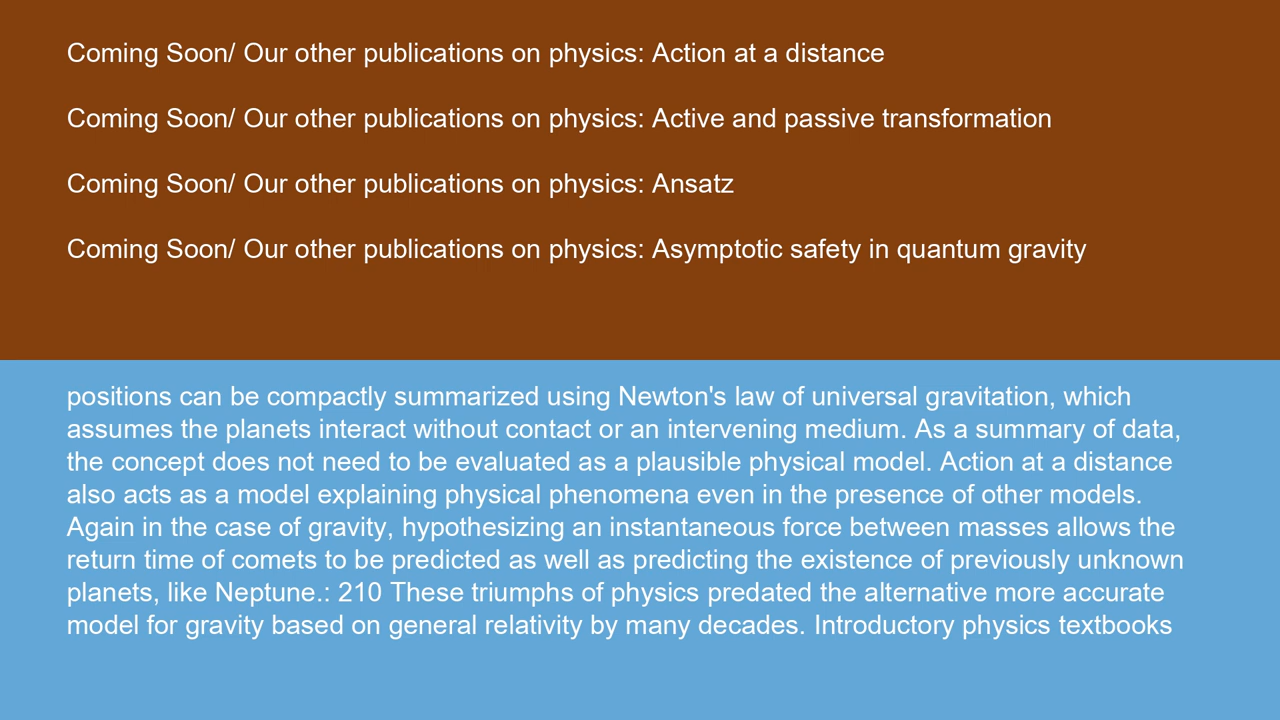 Coming Soon/ Our other publications on physics: Action at a distance
Coming Soon/ Our other publications on physics: Active and passive transformation
Coming Soon/ Our other publications on physics: Ansatz
Coming Soon/ Our other publications on physics: Asymptotic safety in quantum gravity
positions can be compactly summarized using Newton's law of universal gravitation, which
assumes the planets interact without contact or an intervening medium. As a summary of data,
the concept does not need to be evaluated as a plausible physical model. Action at a distance
also acts as a model explaining physical phenomena even in the presence of other models.
Again in the case of gravity, hypothesizing an instantaneous force between masses allows the
return time of comets to be predicted as well as predicting the existence of previously unknown
planets, like Neptune.: 210 These triumphs of physics predated the alternative more accurate
model for gravity based on general relativity by many decades. Introductory physics textbooks